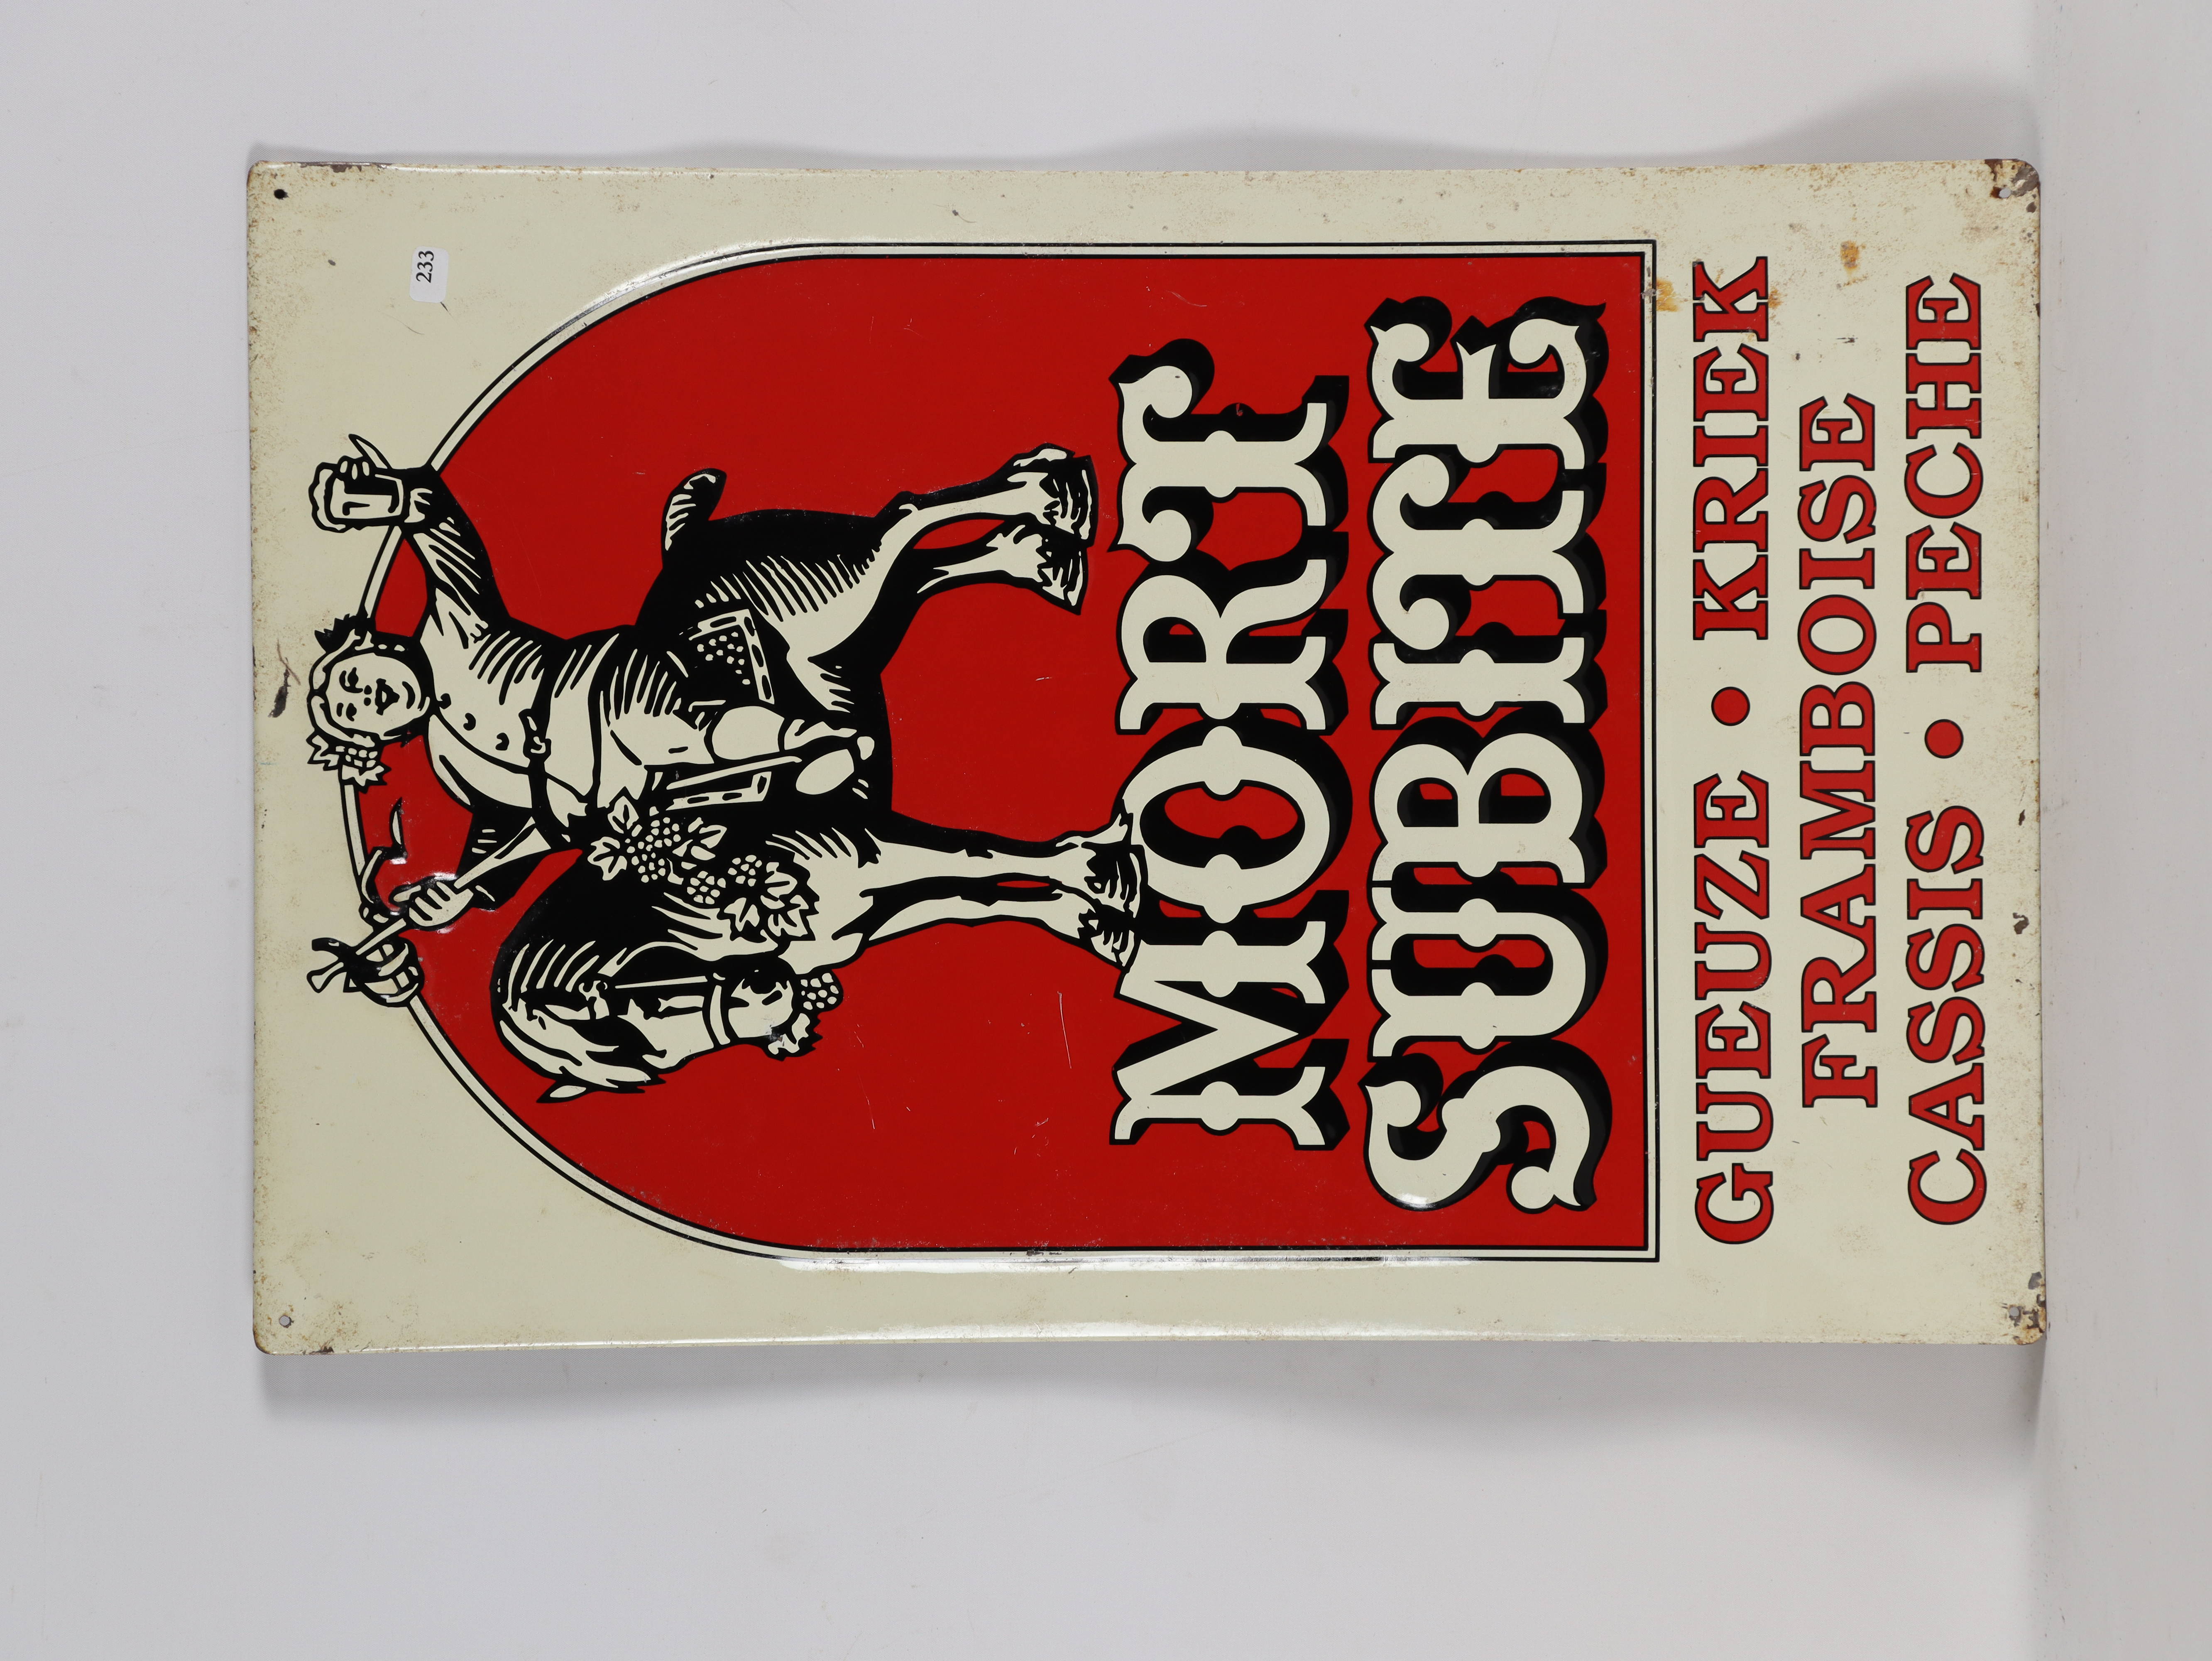 233
MORT
SUBITE
GUEUZE • KRIEK
FRAMBOISE
CASSIS • PECHE